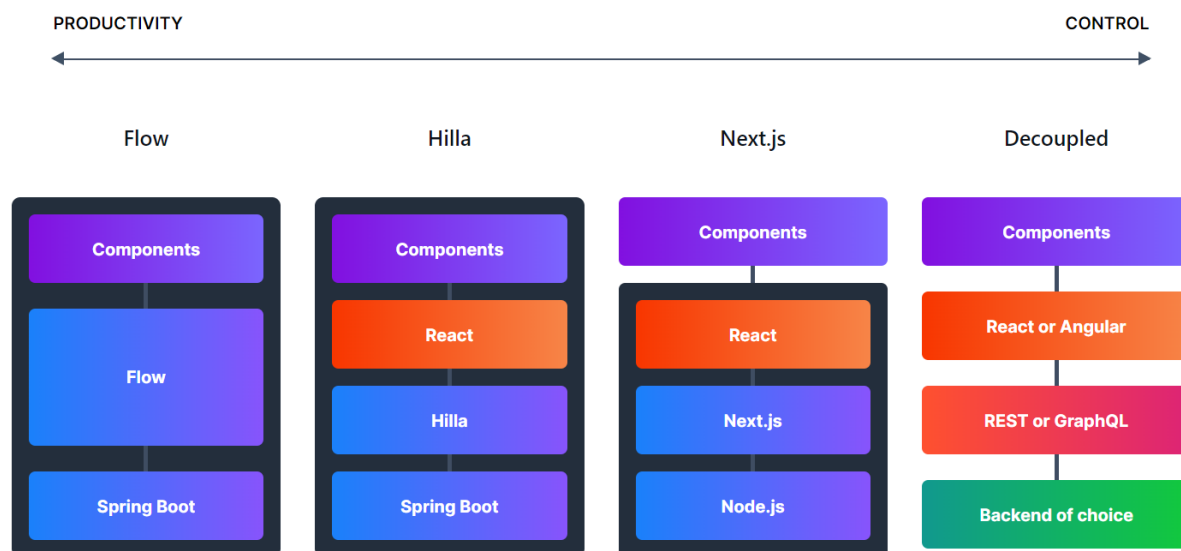 PRODUCTIVITY
CONTROL
Flow
Hilla
Next.js
Decoupled
Components
Flow
Spring Boot
Components
React
Hilla
Spring Boot
Components
React
Next.js
Node.js
Components
React or Angular
REST or GraphQL
Backend of choice